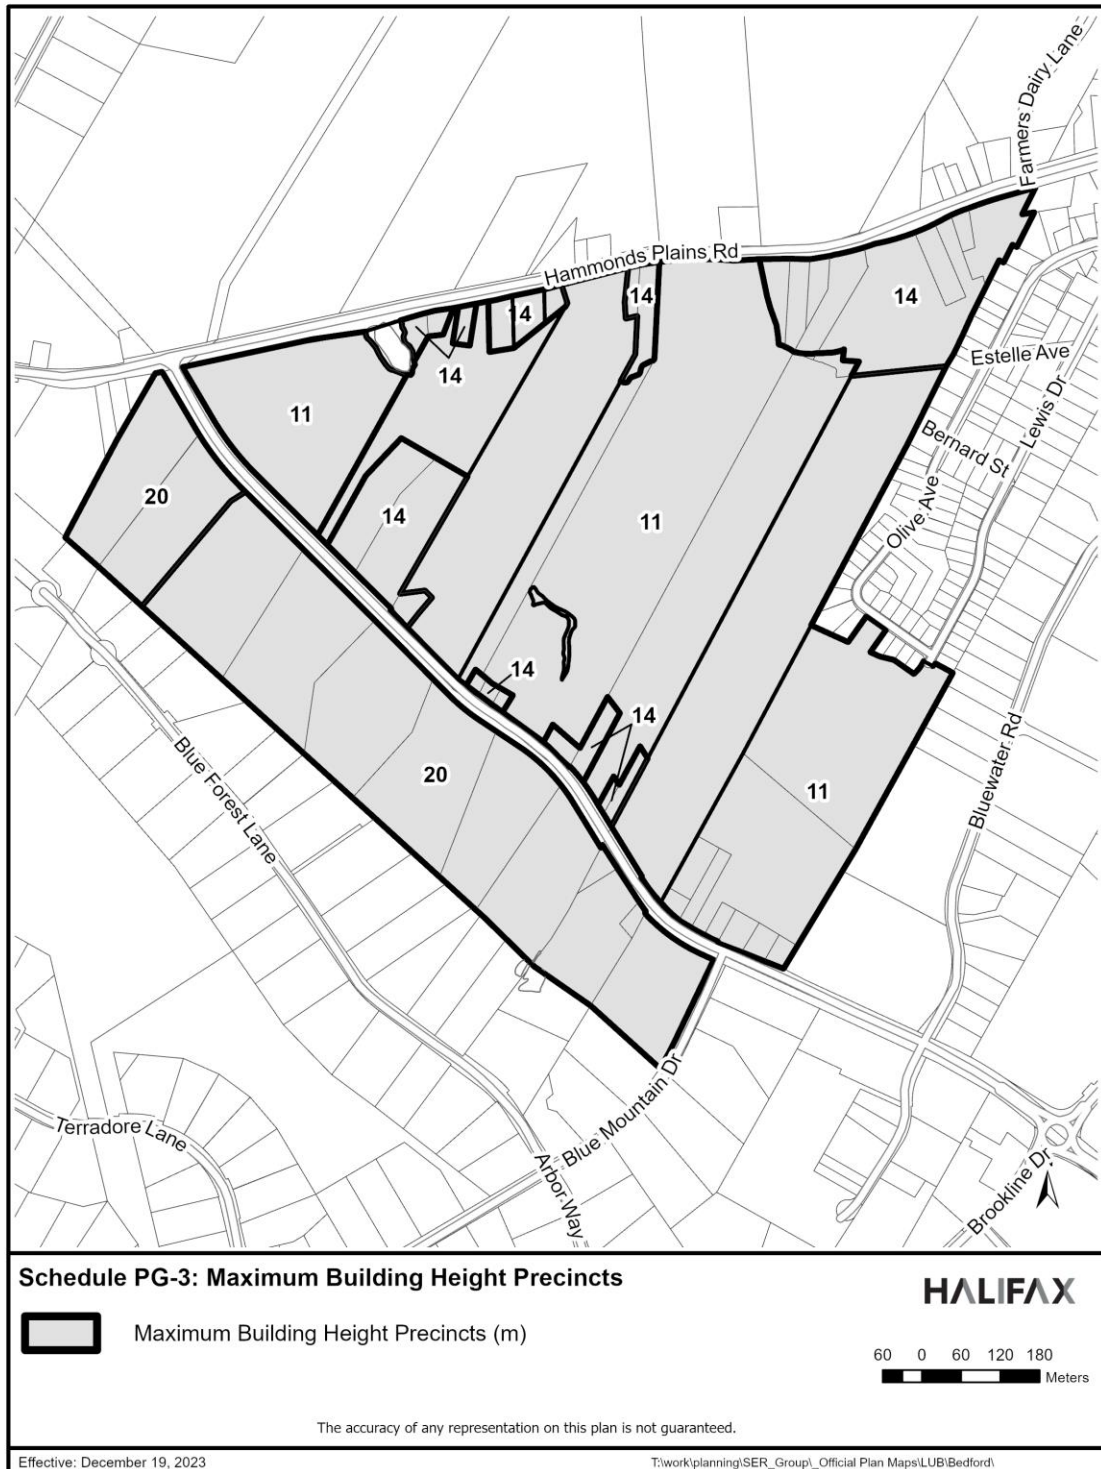 Farmers Dairy Lane
Hammonds Plains Rd
14
14
14
Estelle Ave
14
11
Lewis Dr
Bernard St
20
14
11
Olive Ave
14
14
Bluewater Rd
Blue Forest Lane
20
11
Blue Mountain Dr
Terradore Lane
Arbor Way
Brookline Dr
Schedule PG-3: Maximum Building Height Precincts
HALIFAX
Maximum Building Height Precincts (m)
60 0 60 120 180
Meters
The accuracy of any representation on this plan is not guaranteed.
Effective: December 19, 2023
T:\work\planning\SER_Group\_Official Plan Maps\LUB\Bedford\